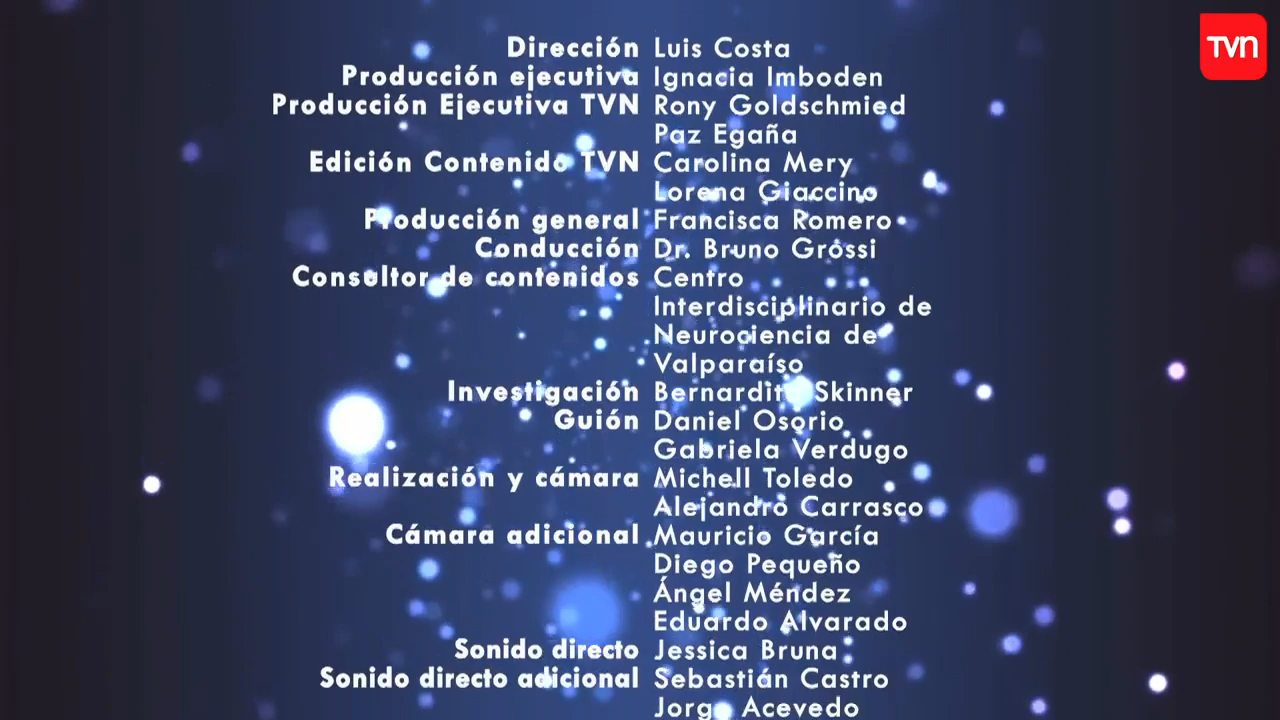 TVN
Dirección Luis Costa
Producción ejecutiva Ignacia Imboden
Producción Ejecutiva TVN Rony Goldschmied
Paz Egaña
Edición Contenido TVN Carolina Mery
Lorena Giaccino
Producción general Francisca Romero
Conducción Dr. Bruno Grossi
Consultor de contenidos Centro
Interdisciplinario de
Neurociencia de
Valparaíso
Investigación Bernardita Skinner
Guión Daniel Osorio
Gabriela Verdugo
Realización y cámara Michell Toledo
Alejandro Carrasco
Cámara adicional Mauricio García
Diego Pequeño
Ángel Méndez
Eduardo Alvarado
Sonido directo Jessica Bruna
Sonido directo adicional Sebastián Castro
Jorge Acevedo